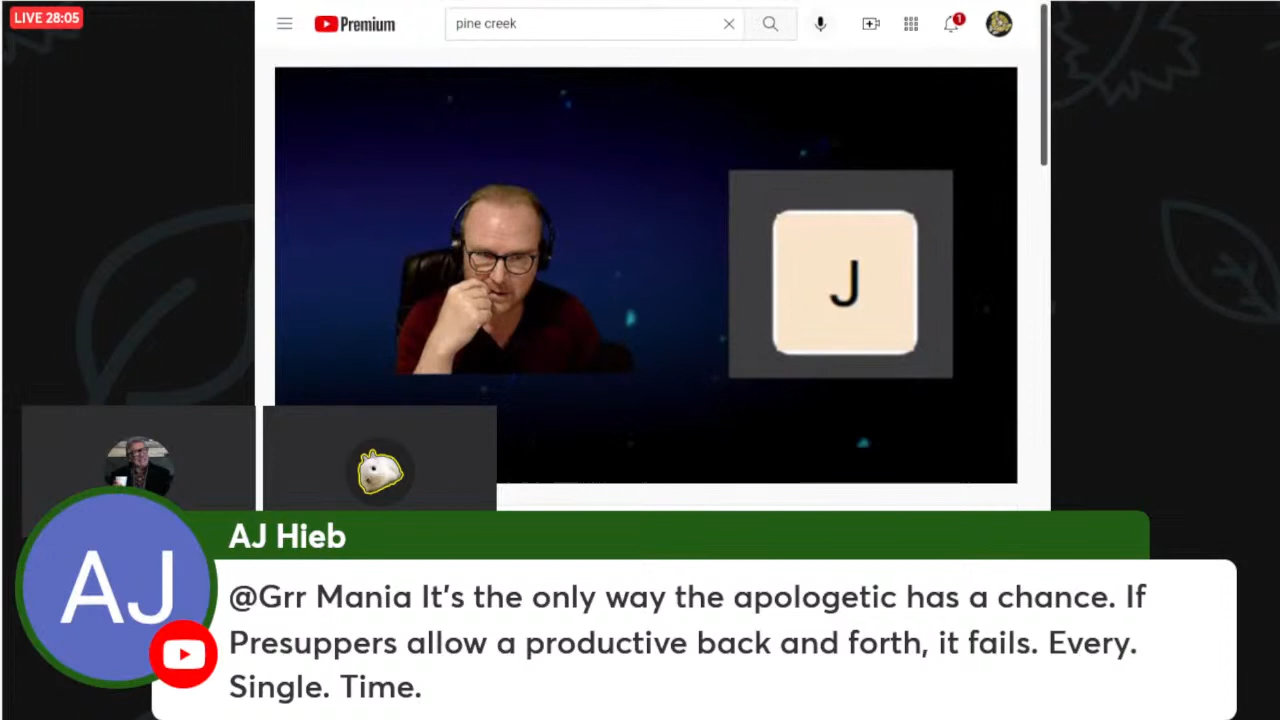 LIVE 28:05
Premium
pine creek
1
J
AJ
AJ Hieb
@Grr Mania It's the only way the apologetic has a chance. If
Presuppers allow a productive back and forth, it fails. Every.
Single. Time.